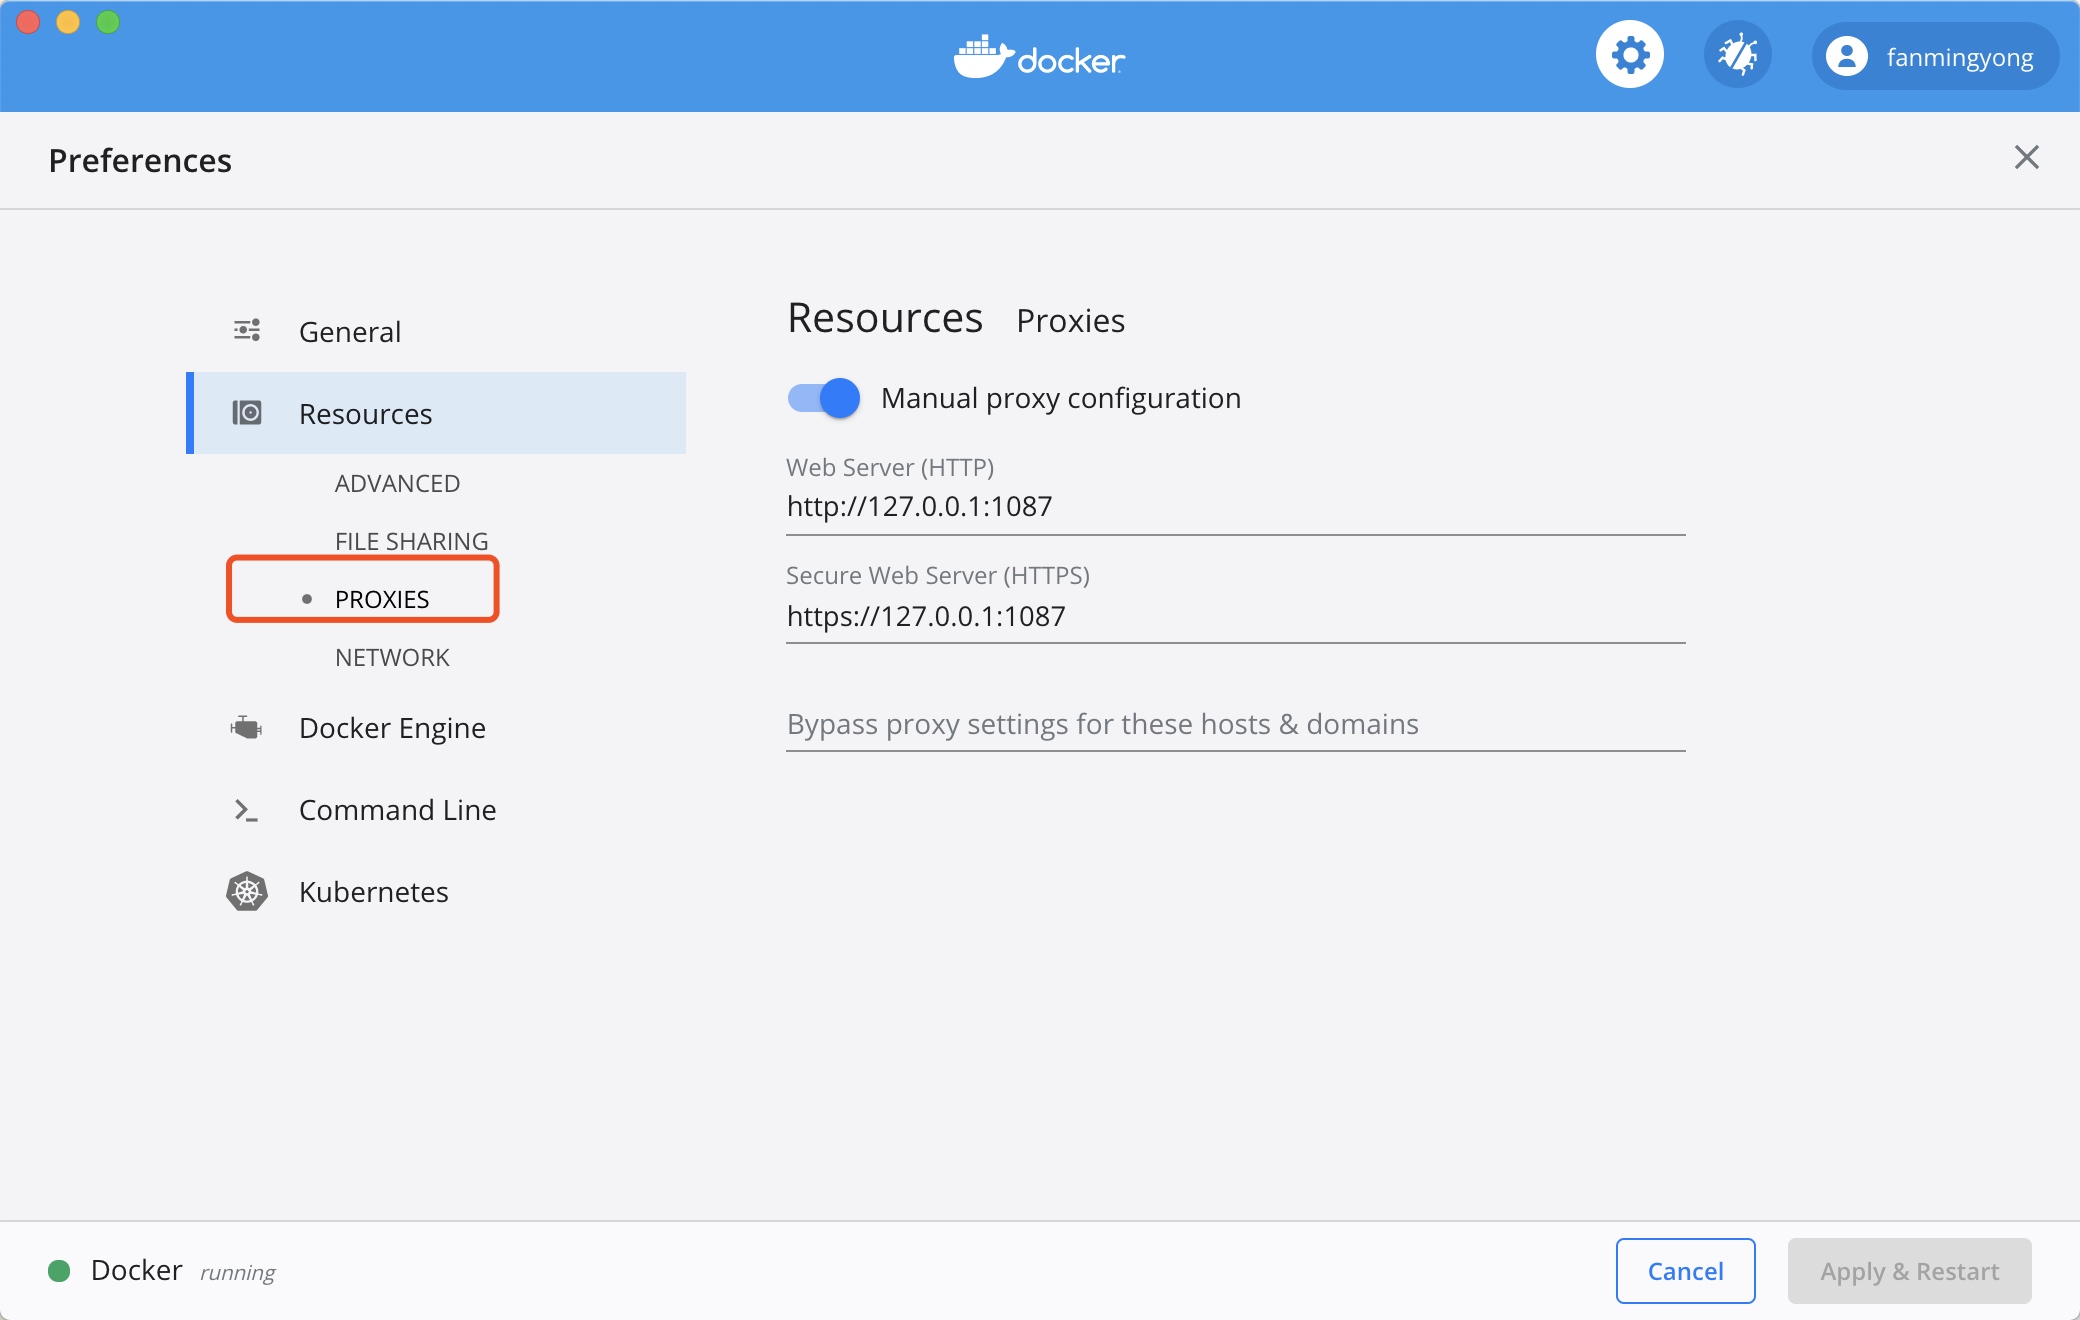 docker
fanmingyong
Preferences
General
Resources
ADVANCED
FILE SHARING
PROXIES
NETWORK
Docker Engine
Command Line
Kubernetes
Resources Proxies
Manual proxy configuration
Web Server (HTTP)
http://127.0.0.1:1087
Secure Web Server (HTTPS)
https://127.0.0.1:1087
Bypass proxy settings for these hosts & domains
Docker running
Cancel
Apply & Restart